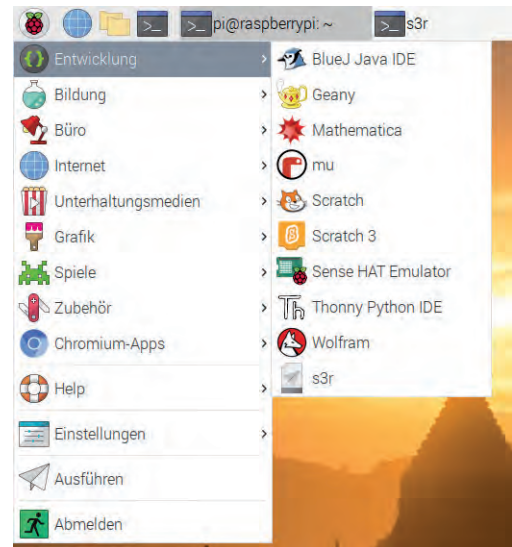 pi@raspberrypi: ~
s3r
Entwicklung
Bildung
Büro
Internet
Unterhaltungsmedien
Grafik
Spiele
Zubehör
Chromium-Apps
Help
Einstellungen
Ausführen
Abmelden
BlueJ Java IDE
Geany
Mathematica
mu
Scratch
Scratch 3
Sense HAT Emulator
Thonny Python IDE
Wolfram
s3r